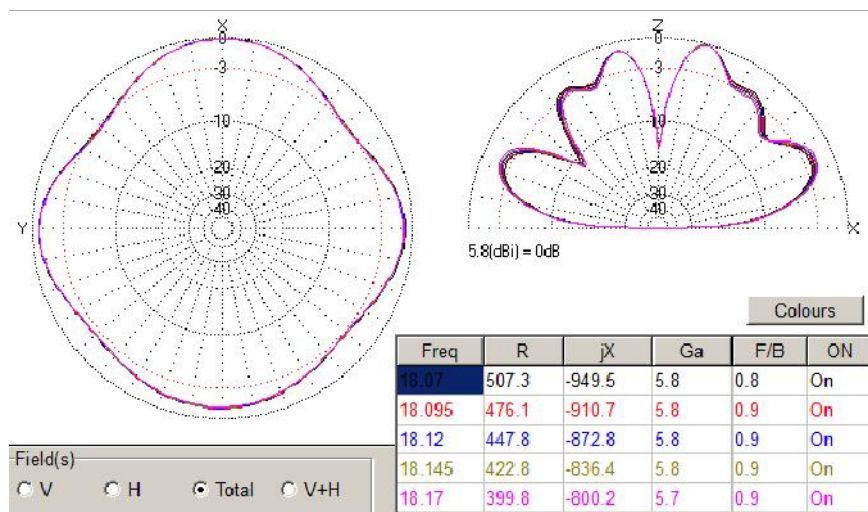 X
0
-3
-10
-20
-30
-40
Y
Z
0
-3
-10
-20
-30
-40
X
5.8(dBi) = 0dB
Colours
Freq R jX Ga F/B ON
18.07 507.3 -949.5 5.8 0.8 On
18.095 476.1 -910.7 5.8 0.9 On
18.12 447.8 -872.8 5.8 0.9 On
18.145 422.8 -836.4 5.8 0.9 On
18.17 399.8 -800.2 5.7 0.9 On
Field(s)
V H Total V+H